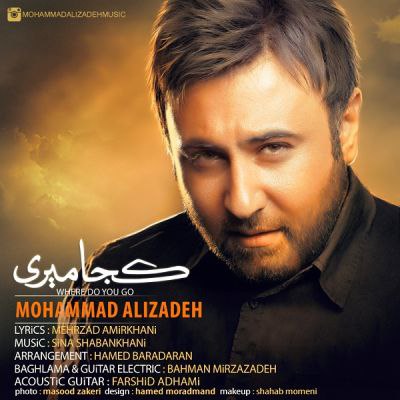 MOHAMMADALIZADEHMUSIC
کجا میری
WHERE DO YOU GO
MOHAMMAD ALIZADEH
LYRICS : MEHRZAD AMiRKHANi
MUSiC : SiNA SHABANKHANi
ARRANGEMENT : HAMED BARADARAN
BAGHLAMA & GUiTAR ELECTRIC : BAHMAN MiRZAZADEH
ACOUSTiC GUiTAR : FARSHiD ADHAMi
photo : masood zakeri design : hamed moradmand makeup : shahab momeni